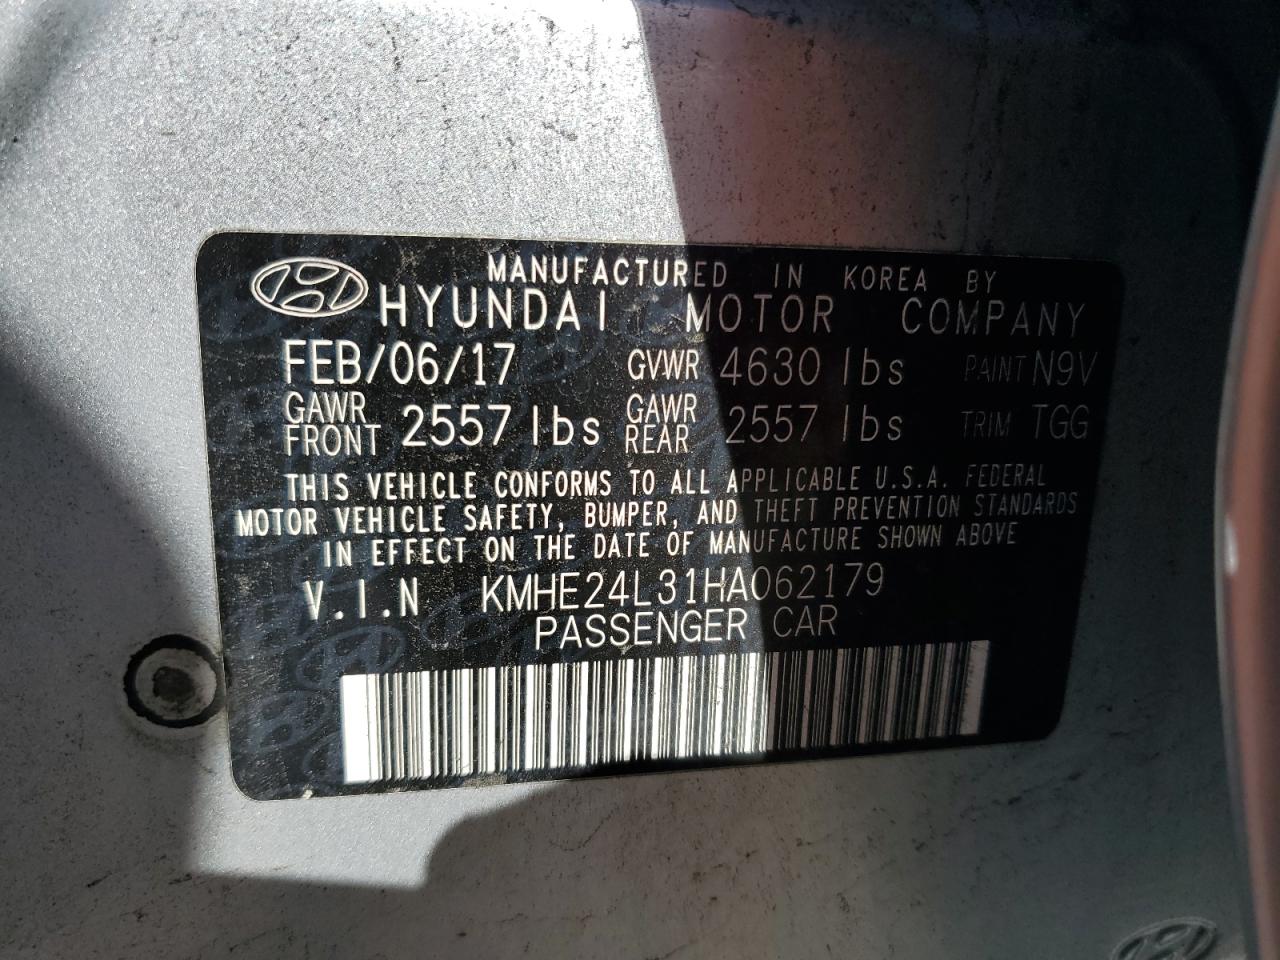 MANUFACTURED IN KOREA BY
HYUNDAI MOTOR COMPANY
FEB/06/17 GVWR 4630 lbs PAINT N9V
GAWR FRONT 2557 lbs GAWR REAR 2557 lbs TRIM TGG
THIS VEHICLE CONFORMS TO ALL APPLICABLE U.S.A. FEDERAL
MOTOR VEHICLE SAFETY, BUMPER, AND THEFT PREVENTION STANDARDS
IN EFFECT ON THE DATE OF MANUFACTURE SHOWN ABOVE
V.I.N KMHE24L31HA062179
PASSENGER CAR